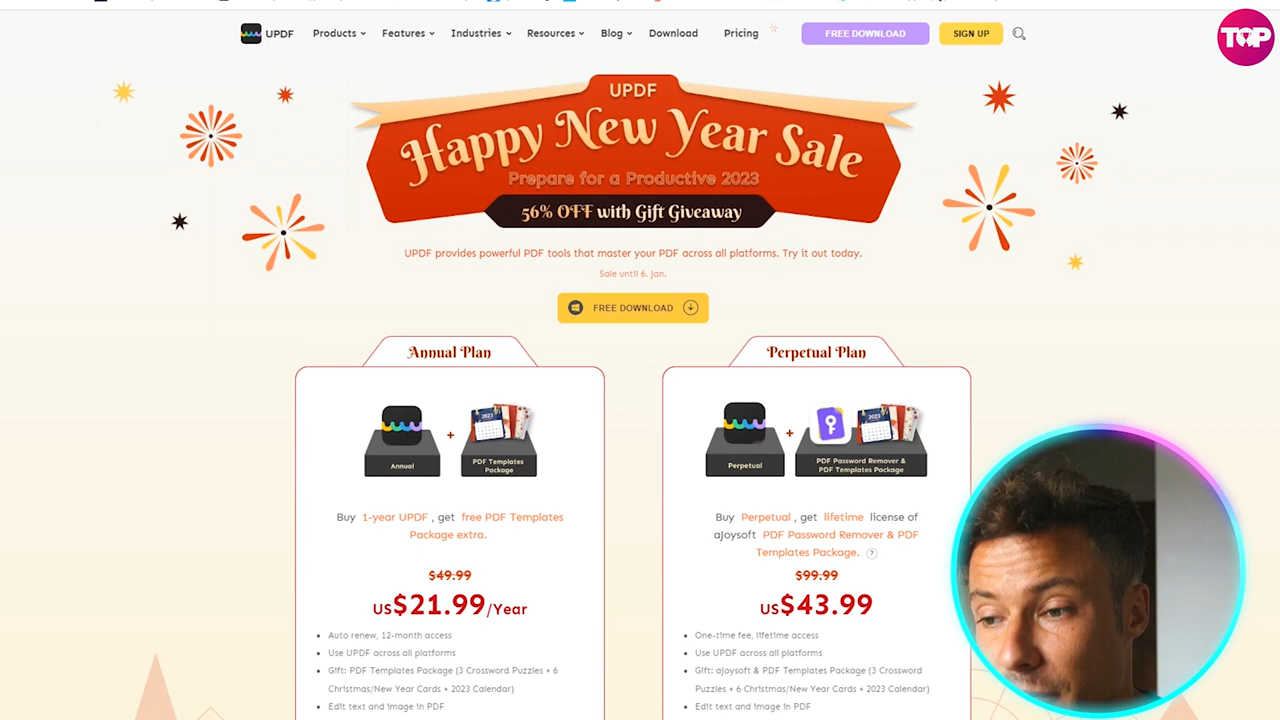 UPDF
Products
Features
Industries
Resources
Blog
Download
Pricing
FREE DOWNLOAD
SIGN UP
TOP
UPDF
Happy New Year Sale
Prepare for a Productive 2023
56% OFF with Gift Giveaway
UPDF provides powerful PDF tools that master your PDF across all platforms. Try it out today.
Sale until 6. Jan.
FREE DOWNLOAD
Annual Plan
2023
+
Annual
PDF Templates
Package
Buy 1-year UPDF , get free PDF Templates
Package extra.
$49.99
US$21.99/Year
• Auto renew, 12-month access
• Use UPDF across all platforms
• Gift: PDF Templates Package (3 Crossword Puzzles + 6
Christmas/New Year Cards + 2023 Calendar)
• Edit text and image in PDF
Perpetual Plan
2023
+
Perpetual
PDF Password Remover &
PDF Templates Package
Buy Perpetual , get lifetime license of
aJoysoft PDF Password Remover & PDF
Templates Package. ?
$99.99
US$43.99
• One-time fee, lifetime access
• Use UPDF across all platforms
• Gift: aJoysoft & PDF Templates Package (3 Crossword
Puzzles + 6 Christmas/New Year Cards + 2023 Calendar)
• Edit text and image in PDF